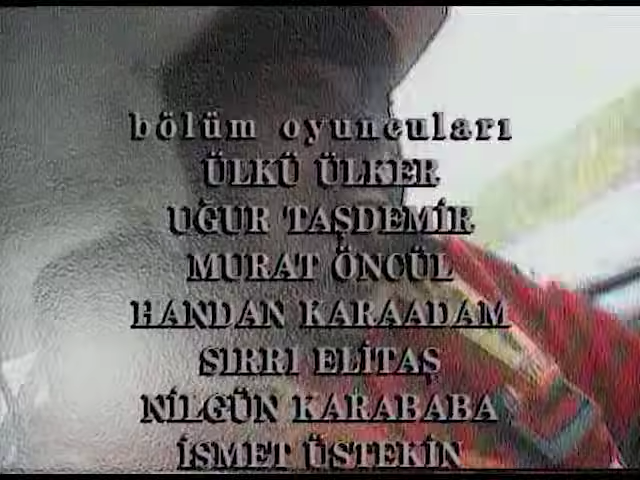 bölüm oyuncuları
ÜLKÜ ÜLKER
UĞUR TAŞDEMİR
MURAT ÖNCÜL
HANDAN KARAADAM
SIRRI ELİTAŞ
NİLGÜN KARABABA
İSMET ÜSTEKİN